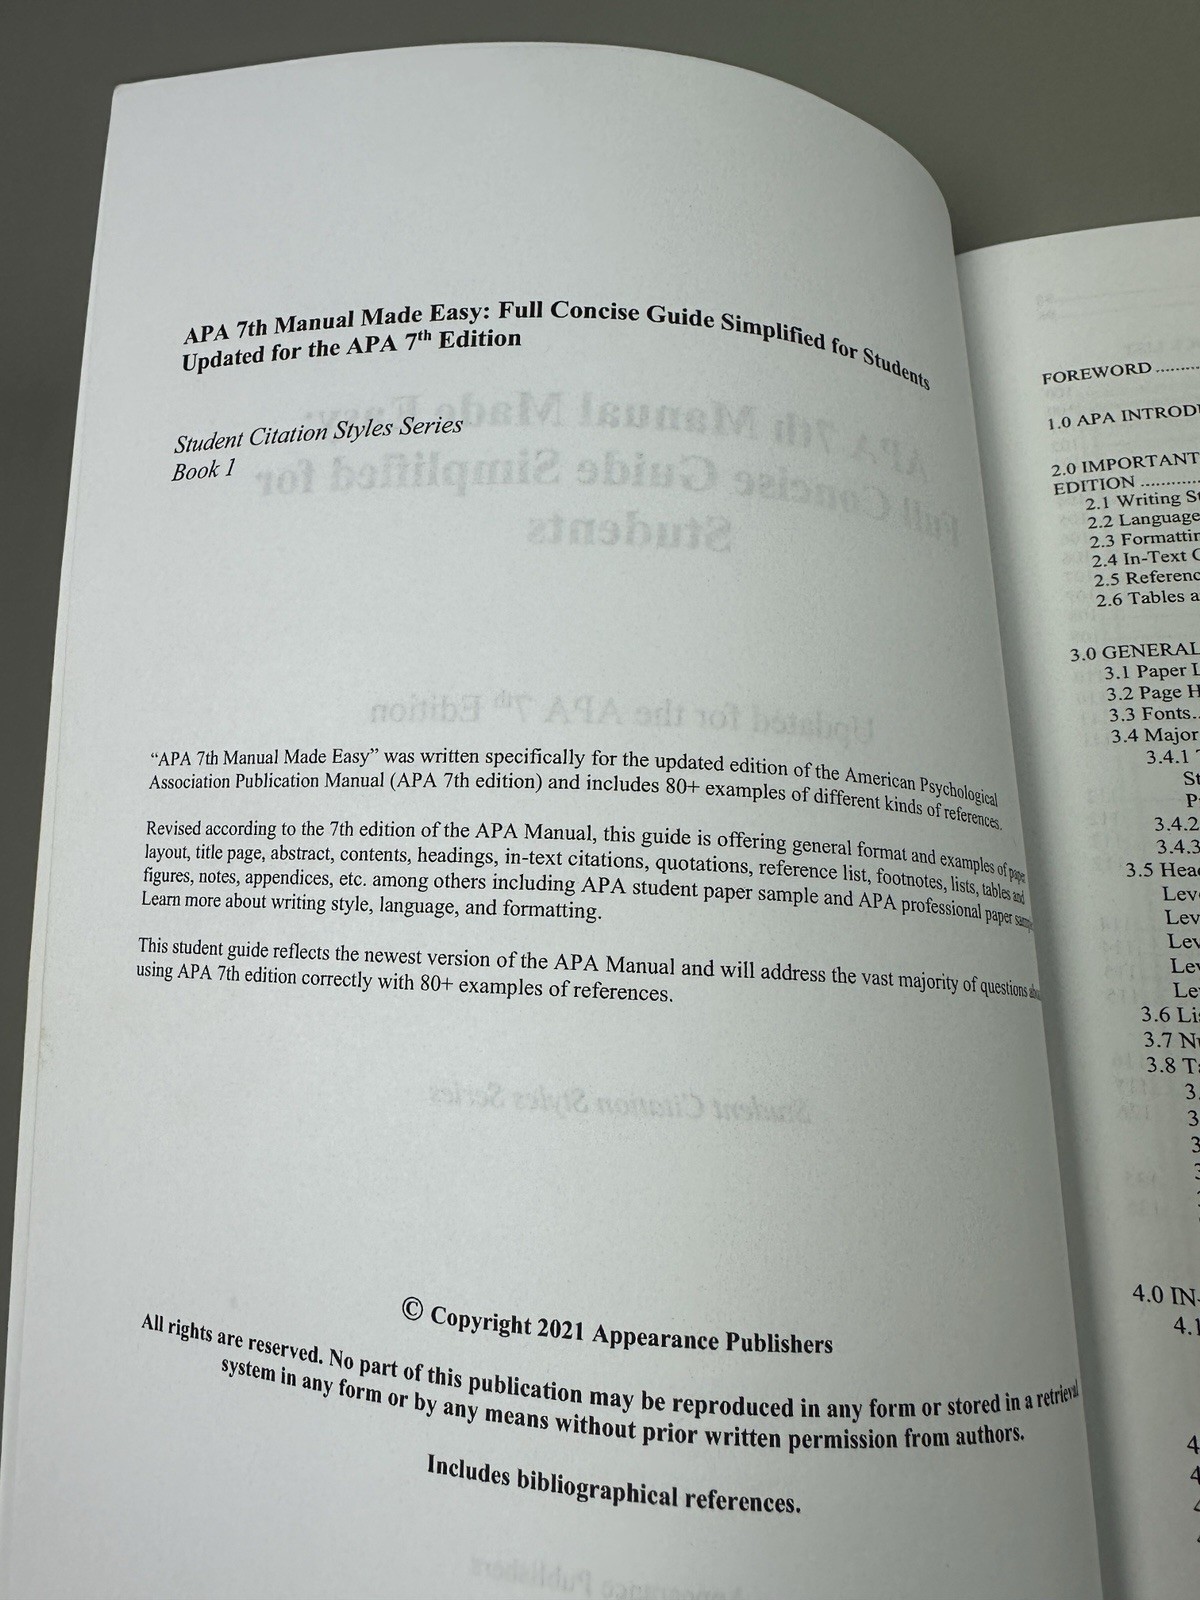 APA 7th Manual Made Easy: Full Concise Guide Simplified for Students
Updated for the APA 7th Edition
Student Citation Styles Series
Book 1
“APA 7th Manual Made Easy” was written specifically for the updated edition of the American Psychological
Association Publication Manual (APA 7th edition) and includes 80+ examples of different kinds of references.
Revised according to the 7th edition of the APA Manual, this guide is offering general format and examples of paper
layout, title page, abstract, contents, headings, in-text citations, quotations, reference list, footnotes, lists, tables and
figures, notes, appendices, etc. among others including APA student paper sample and APA professional paper
Learn more about writing style, language, and formatting.
This student guide reflects the newest version of the APA Manual and will address the vast majority of questions
using APA 7th edition correctly with 80+ examples of references.
© Copyright 2021 Appearance Publishers
All rights are reserved. No part of this publication may be reproduced in any form or stored in a retrieval
system in any form or by any means without prior written permission from authors.
Includes bibliographical references.
FOREWORD ..........
1.0 APA
2.0 IMPORTANT
EDITION ............
2.1 Writing
2.2 Language
2.3
2.4 In-Text
2.5
2.6 Tables
3.0 GENERAL
3.1 Paper
3.2 Page
3.3 Fonts..
3.4 Major
3.4.1
3.4.2
3.4.3
3.5
3.6
3.7
3.8
4.0
4.1